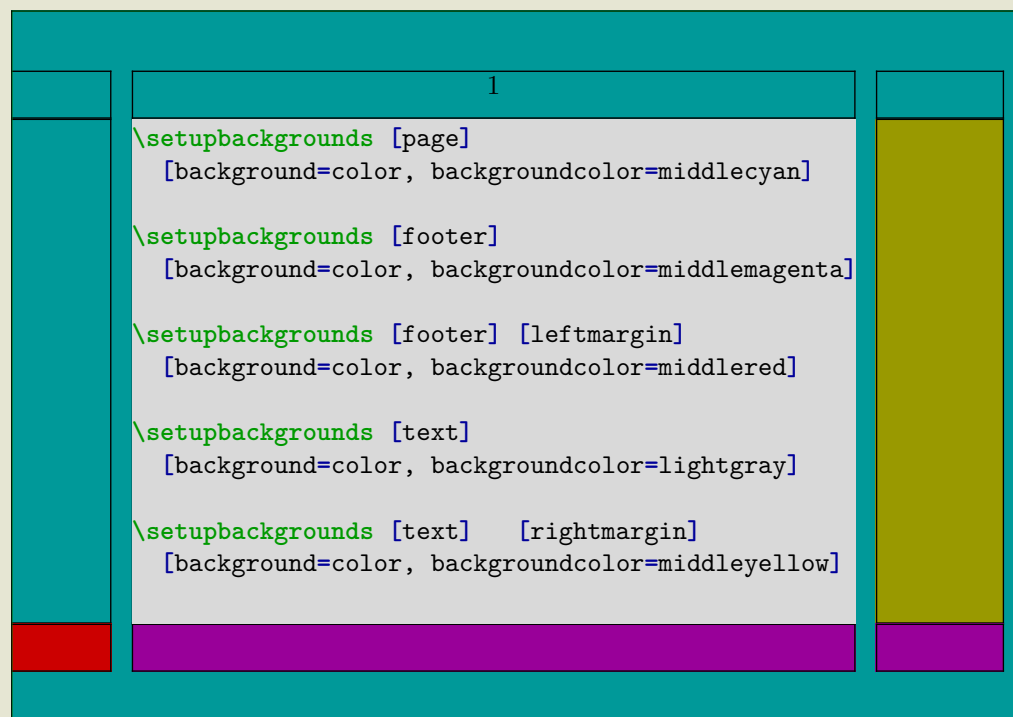 1
\setupbackgrounds [page]
[background=color, backgroundcolor=middlecyan]
\setupbackgrounds [footer]
[background=color, backgroundcolor=middlemagenta]
\setupbackgrounds [footer] [leftmargin]
[background=color, backgroundcolor=middlered]
\setupbackgrounds [text]
[background=color, backgroundcolor=lightgray]
\setupbackgrounds [text]   [rightmargin]
[background=color, backgroundcolor=middleyellow]